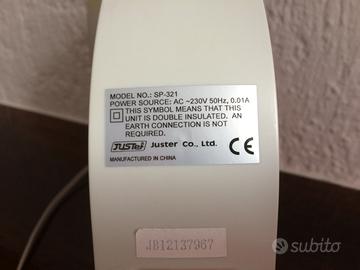 MODEL NO.: SP-321
POWER SOURCE: AC ~230V 50Hz, 0.01A
THIS SYMBOL MEANS THAT THIS
UNIT IS DOUBLE INSULATED. AN
EARTH CONNECTION IS NOT
REQUIRED.
JUSTer Juster Co., Ltd.
MANUFACTURED IN CHINA
CE
JB12137967
subito